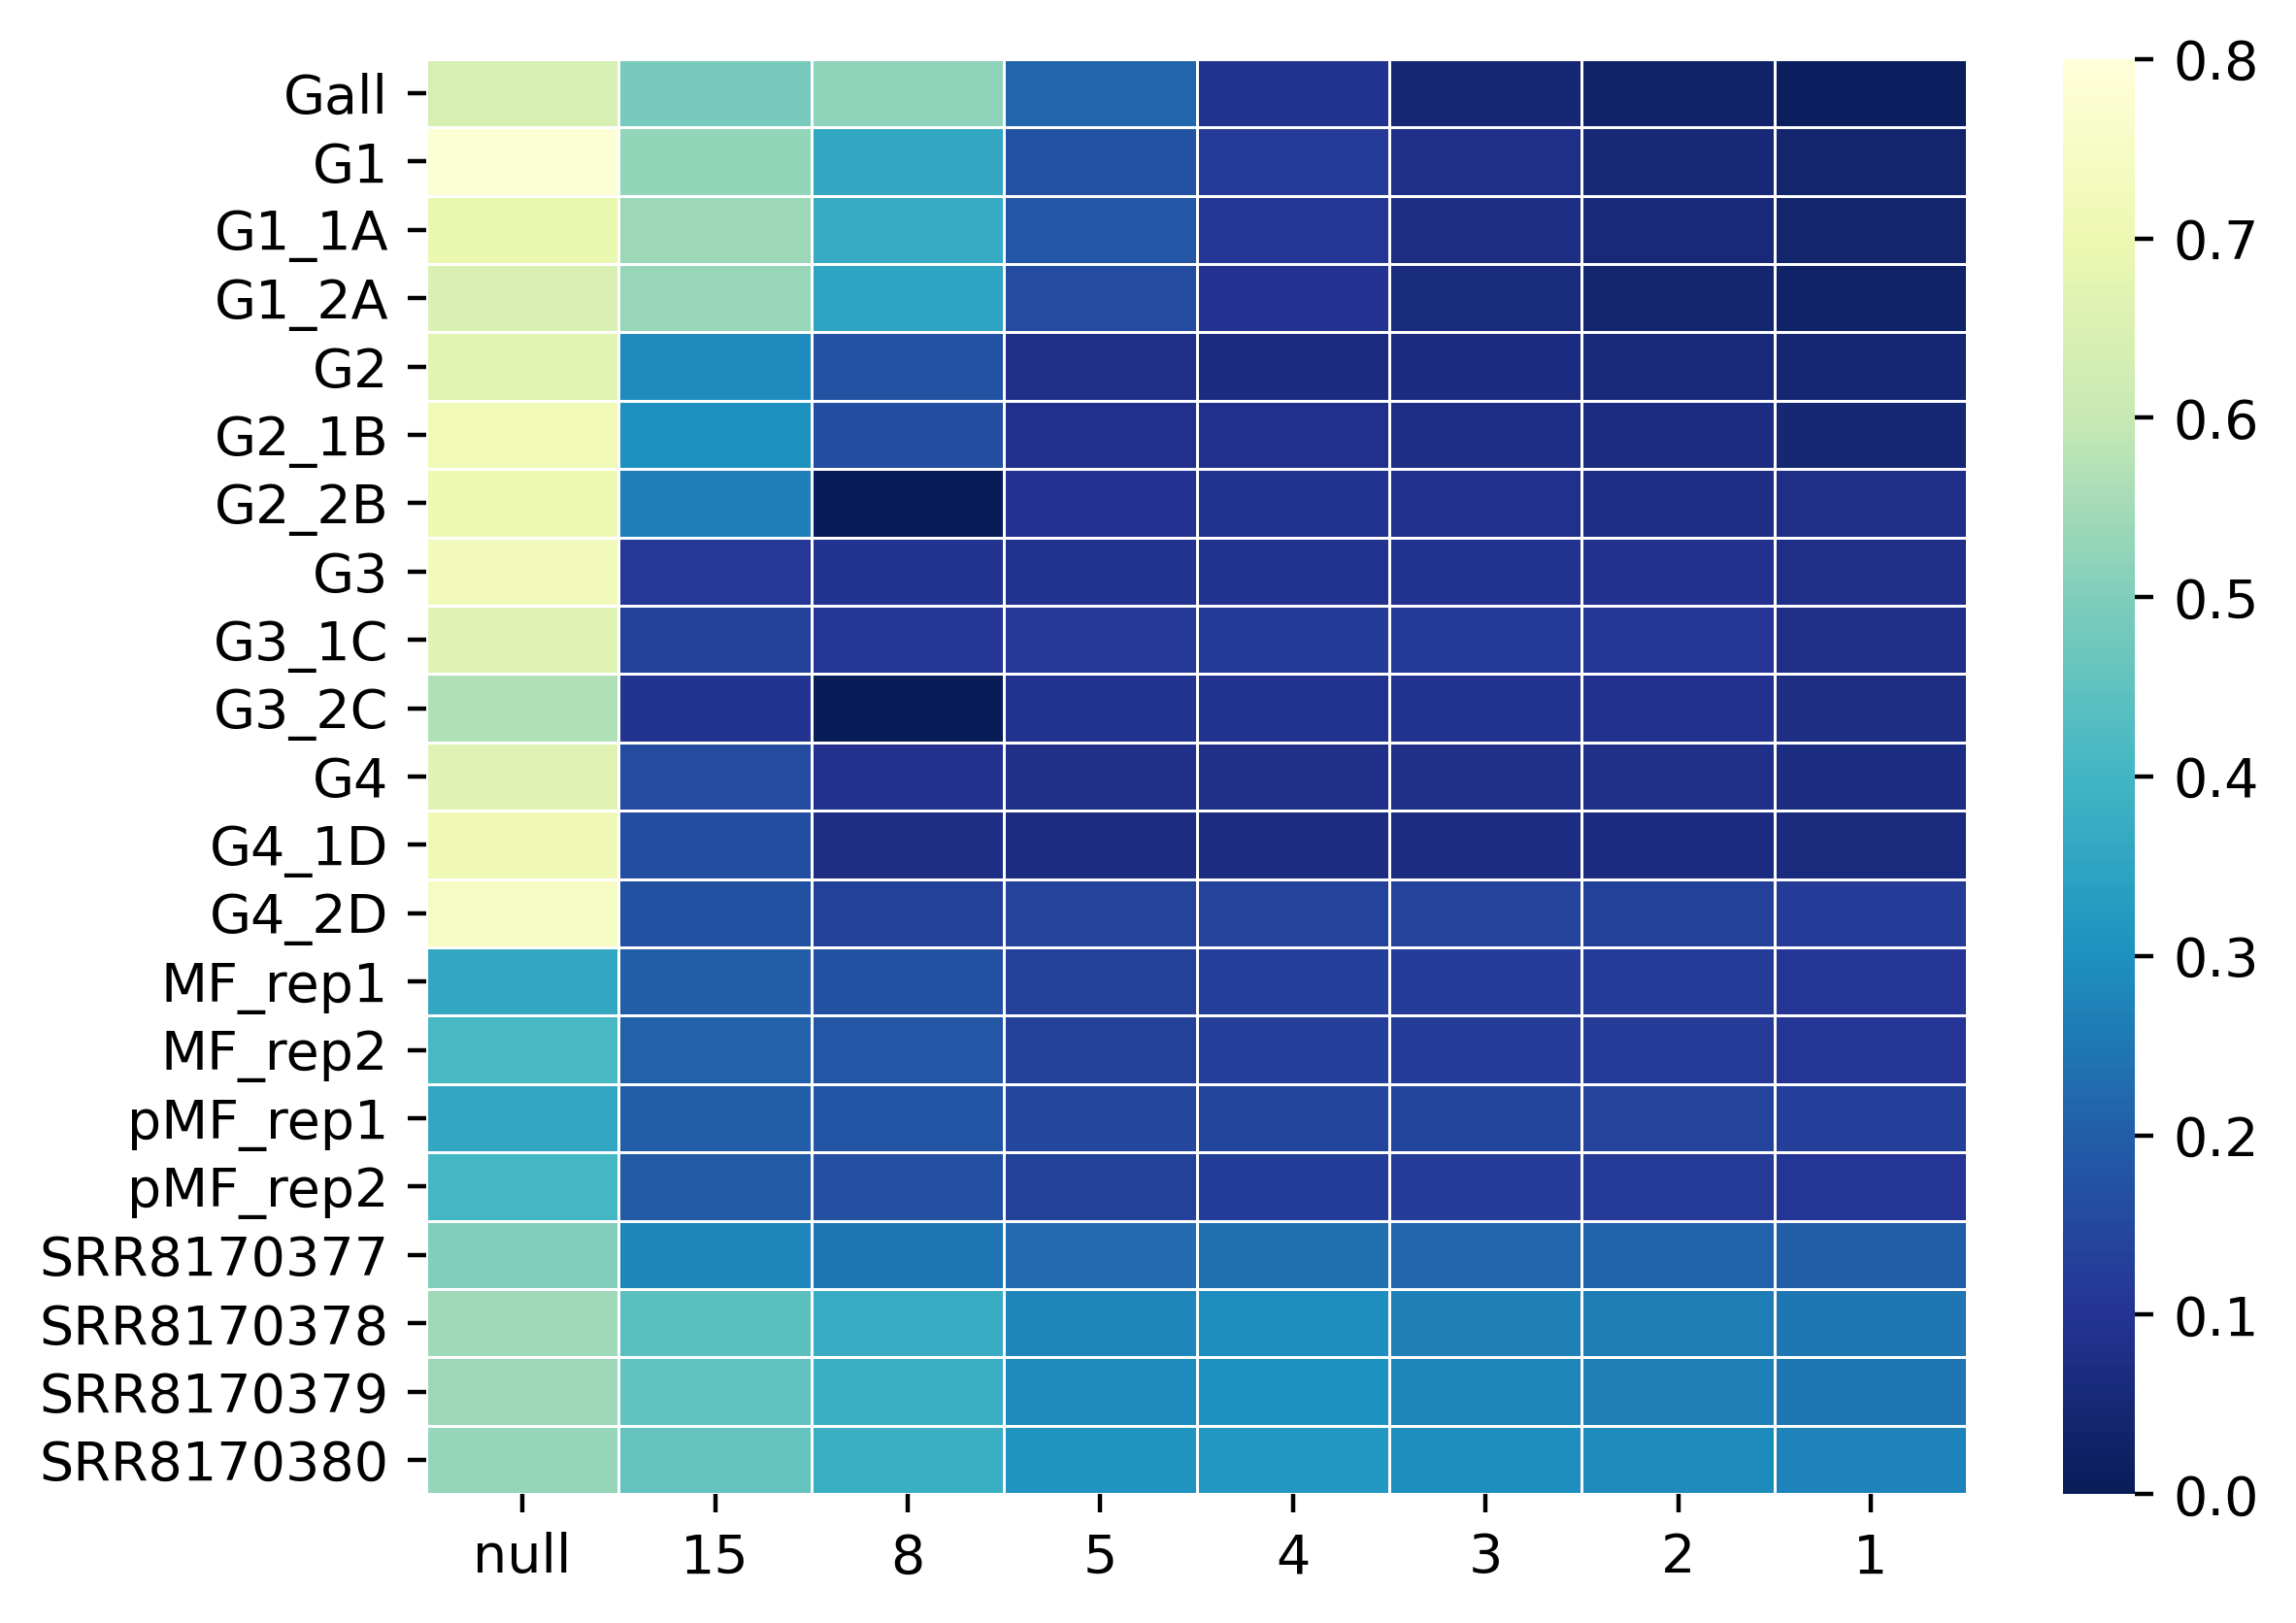 Gall
G1
G1_1A
G1_2A
G2
G2_1B
G2_2B
G3
G3_1C
G3_2C
G4
G4_1D
G4_2D
MF_rep1
MF_rep2
pMF_rep1
pMF_rep2
SRR8170377
SRR8170378
SRR8170379
SRR8170380
null 15 8 5 4 3 2 1
0.8
0.7
0.6
0.5
0.4
0.3
0.2
0.1
0.0